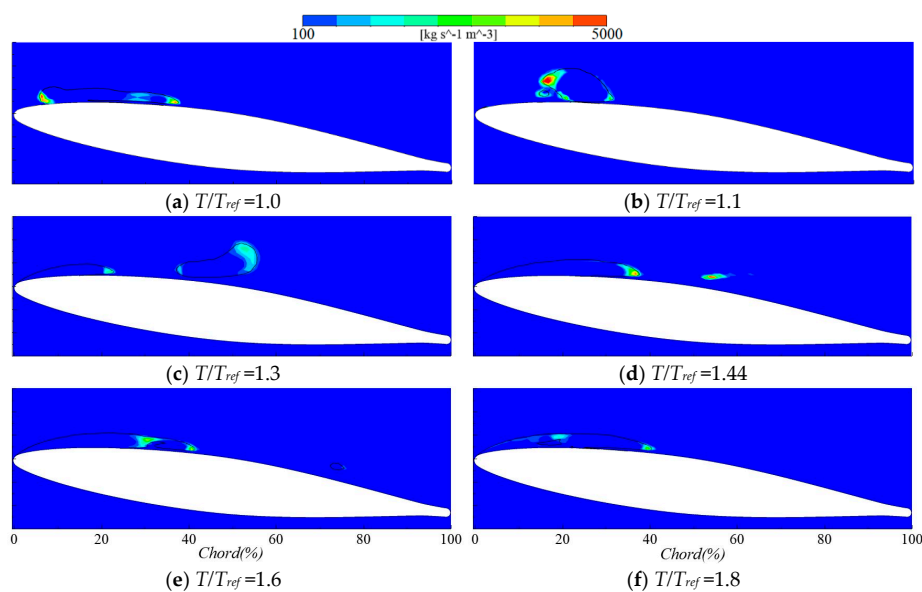 100 [kg s^-1 m^-3] 5000
(a) T/Tref=1.0 (b) T/Tref=1.1
(c) T/Tref=1.3 (d) T/Tref=1.44
0 20 40 60 80 100 0 20 40 60 80 100
Chord(%) Chord(%)
(e) T/Tref=1.6 (f) T/Tref=1.8